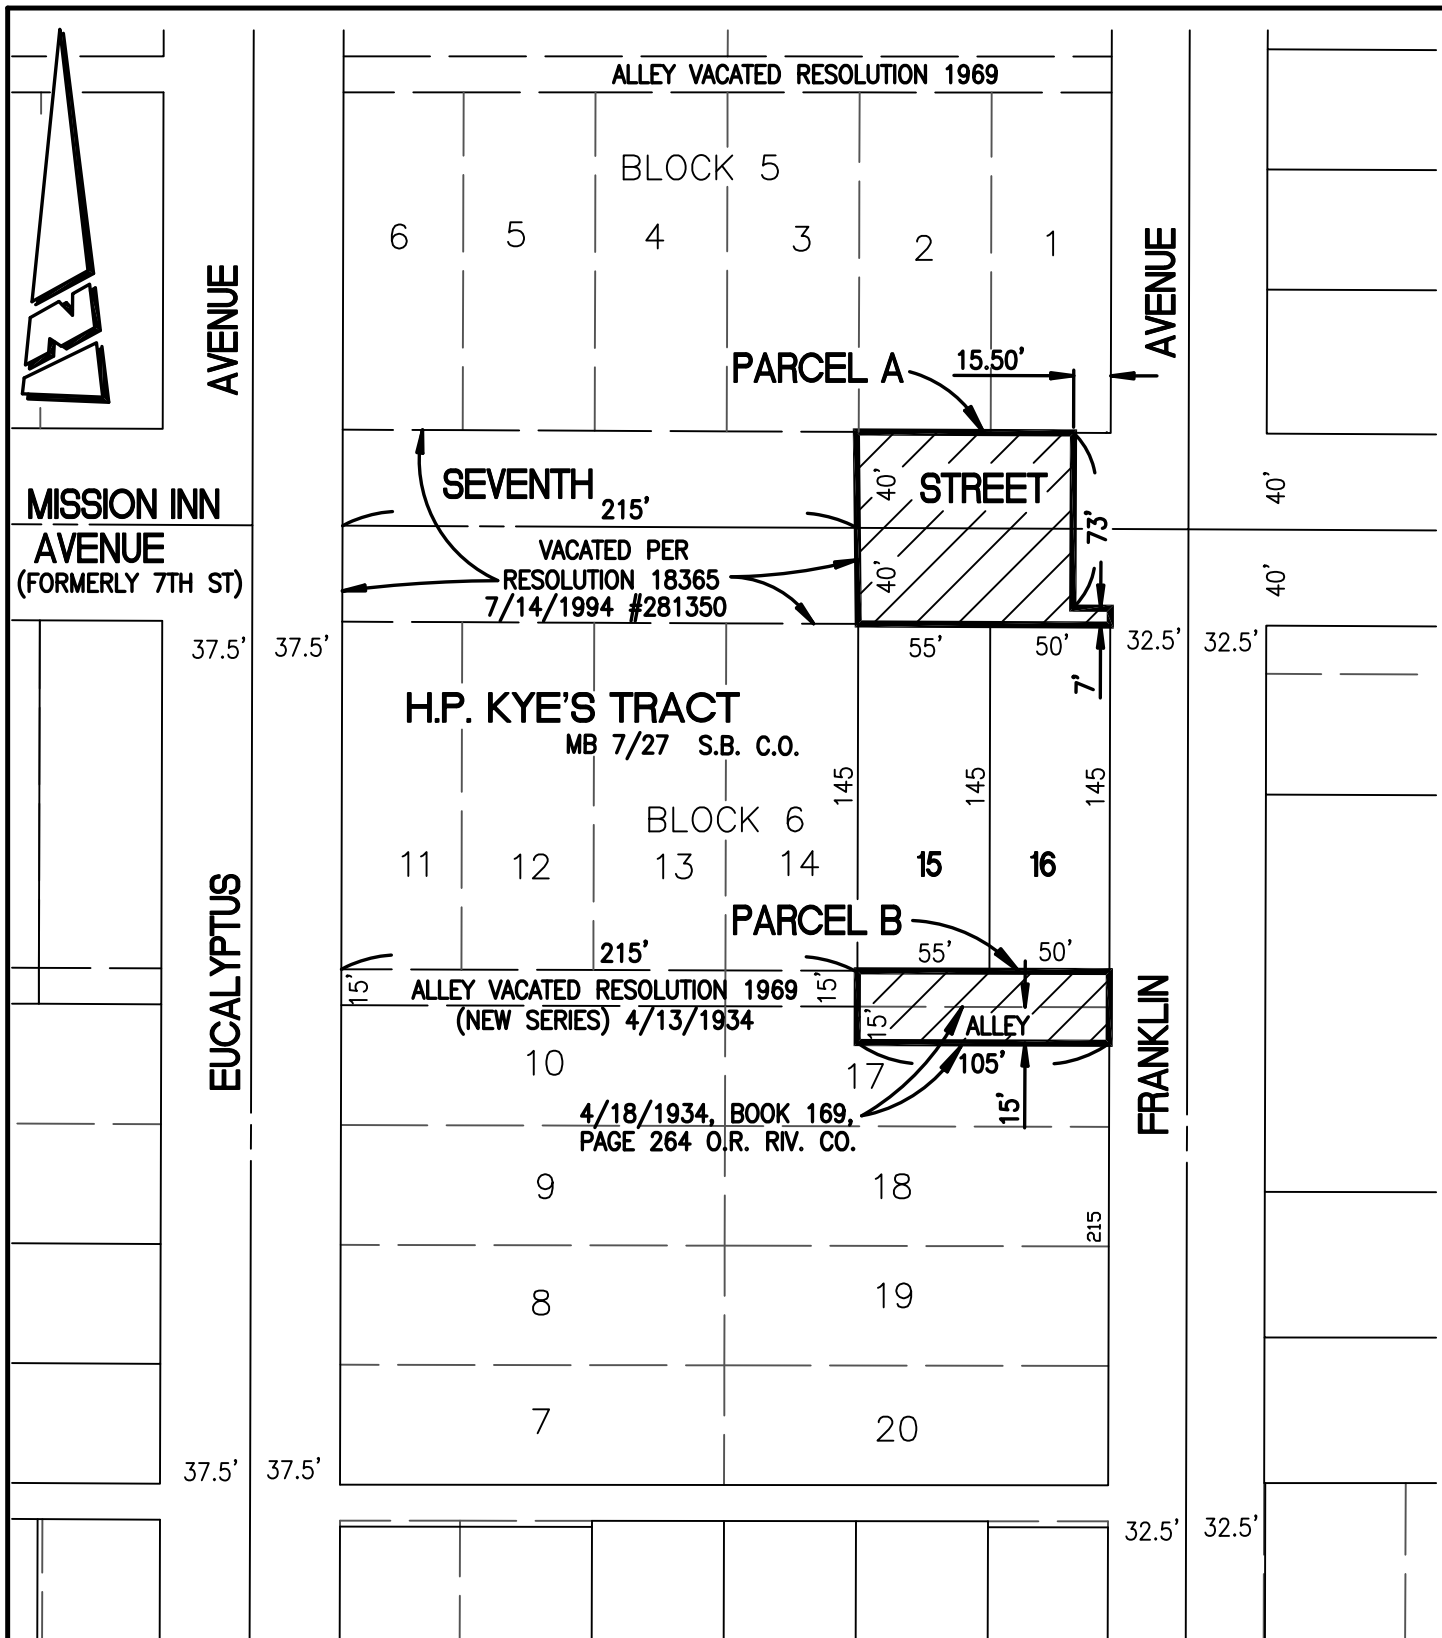 ALLEY VACATED RESOLUTION 1969
BLOCK 5
6
5
4
3
2
1
AVENUE
AVENUE
N
PARCEL A
15.50'
SEVENTH
STREET
40'
40'
40'
40'
73'
7'
MISSION INN
AVENUE
(FORMERLY 7TH ST)
215'
VACATED PER
RESOLUTION 18365
7/14/1994 #281350
37.5'
37.5'
55'
50'
32.5'
32.5'
H.P. KYE'S TRACT
MB 7/27 S.B. C.O.
145
145
145
BLOCK 6
11
12
13
14
15
16
PARCEL B
EUCALYPTUS
FRANKLIN
215'
55'
50'
15'
15'
15'
ALLEY VACATED RESOLUTION 1969
(NEW SERIES) 4/13/1934
ALLEY
105'
15'
10
17
4/18/1934, BOOK 169,
PAGE 264 O.R. RIV. CO.
9
18
215
8
19
7
20
37.5'
37.5'
32.5'
32.5'